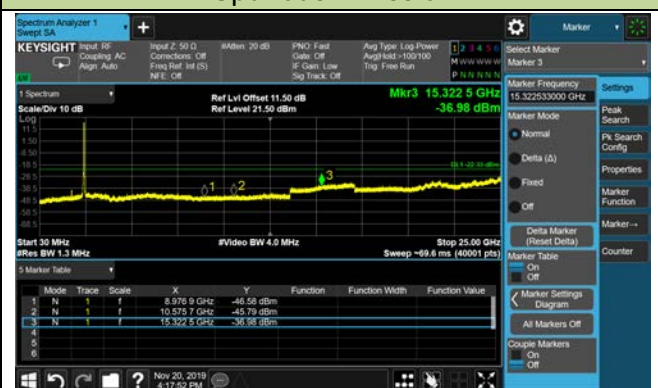 Spectrum Analyzer 1
Swept SA
Marker
KEYSIGHT
Input: RF
Coupling: AC
Align: Auto
Input Z: 50 Ω
Corrections: Off
Freq Ref: Int (S)
NFE: Off
#Atten: 20 dB
PNO: Fast
Gate: Off
IF Gain: Low
Sig Track: Off
Avg Type: Log-Power
Avg|Hold:>100/100
Trig: Free Run
1 2 3 4 5 6
M W W W W W
P N N N N N
Select Marker
Marker 3
1 Spectrum
Scale/Div 10 dB
Log
Ref Lvl Offset 11.50 dB
Ref Level 21.50 dBm
Mkr3 15.322 5 GHz
-36.98 dBm
11.5
1.50
-8.50
-18.5
-28.5
-38.5
-48.5
-58.5
-68.5
1
2
3
Start 30 MHz
#Res BW 1.3 MHz
#Video BW 4.0 MHz
Stop 25.00 GHz
Sweep ~69.6 ms (40001 pts)
5 Marker Table
Mode Trace Scale X Y Function Function Width Function Value
1 N 1 f 8.976 9 GHz -46.58 dBm
2 N 1 f 10.575 7 GHz -45.79 dBm
3 N 1 f 15.322 5 GHz -36.98 dBm
4
5
6
Marker Frequency
15.322533000 GHz
Marker Mode
Normal
Delta (Δ)
Fixed
Off
Delta Marker
(Reset Delta)
Marker Table
On
Off
Marker Settings
Diagram
All Markers Off
Couple Markers
On
Off
Settings
Peak
Search
Pk Search
Config
Properties
Marker
Function
Marker→
Counter
Nov 20, 2019
4:17:52 PM